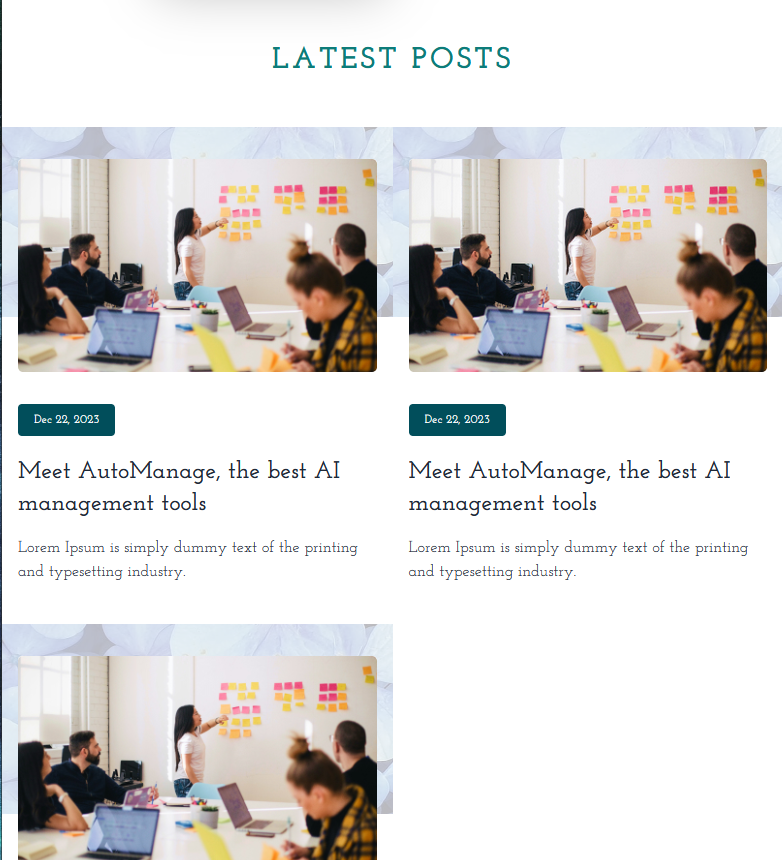 LATEST POSTS
Dec 22, 2023
Meet AutoManage, the best AI
management tools
Lorem Ipsum is simply dummy text of the printing
and typesetting industry.
Dec 22, 2023
Meet AutoManage, the best AI
management tools
Lorem Ipsum is simply dummy text of the printing
and typesetting industry.